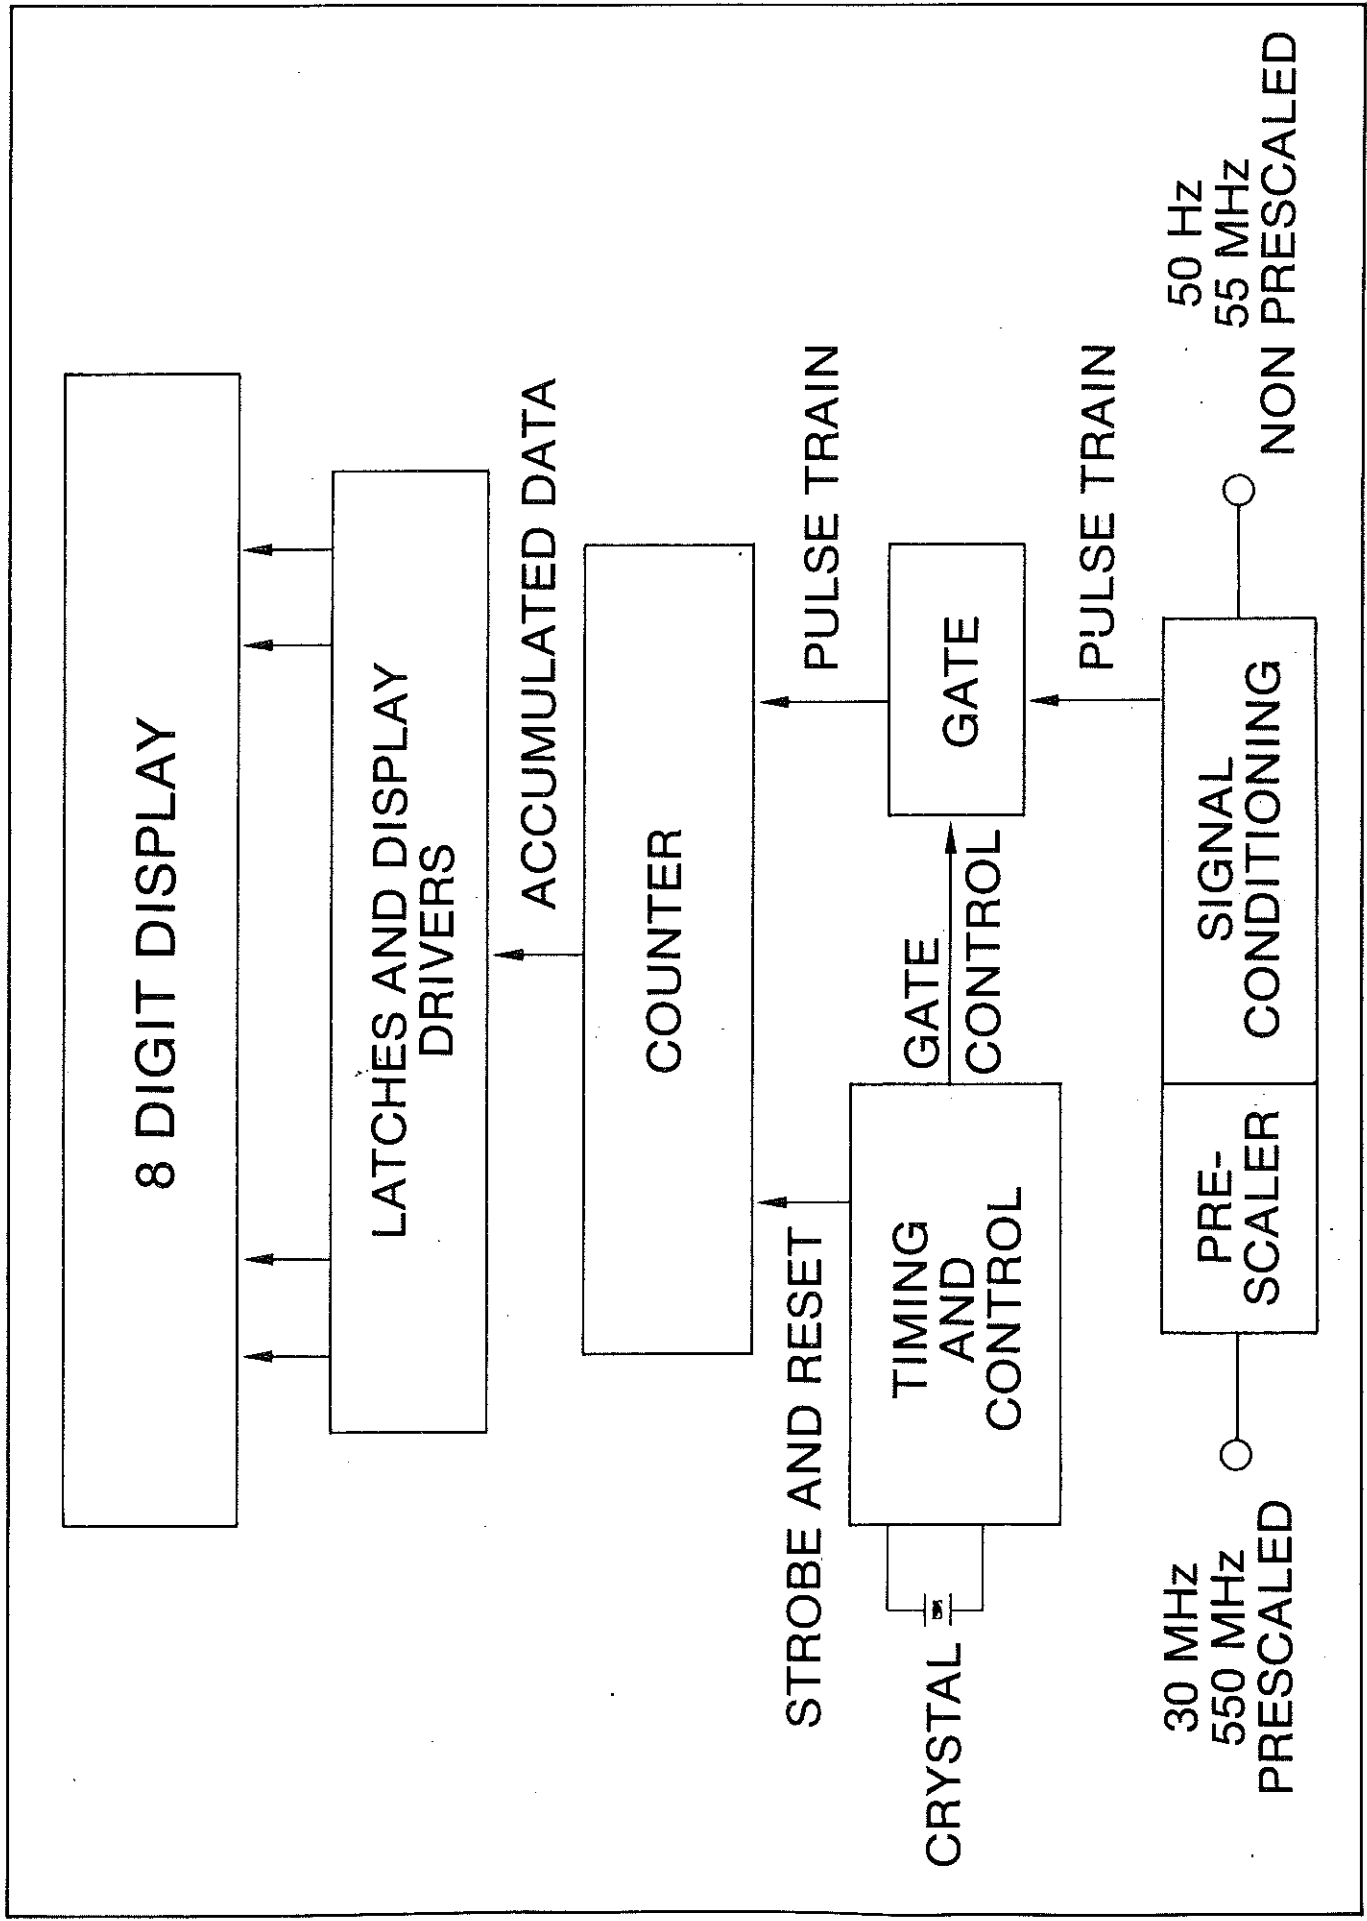 8 DIGIT DISPLAY
LATCHES AND DISPLAY
DRIVERS
ACCUMULATED DATA
COUNTER
STROBE AND RESET
PULSE TRAIN
CRYSTAL
TIMING
AND
CONTROL
GATE
CONTROL
GATE
PULSE TRAIN
30 MHz
550 MHz
PRESCALED
PRE-
SCALER
SIGNAL
CONDITIONING
50 Hz
55 MHz
NON PRESCALED